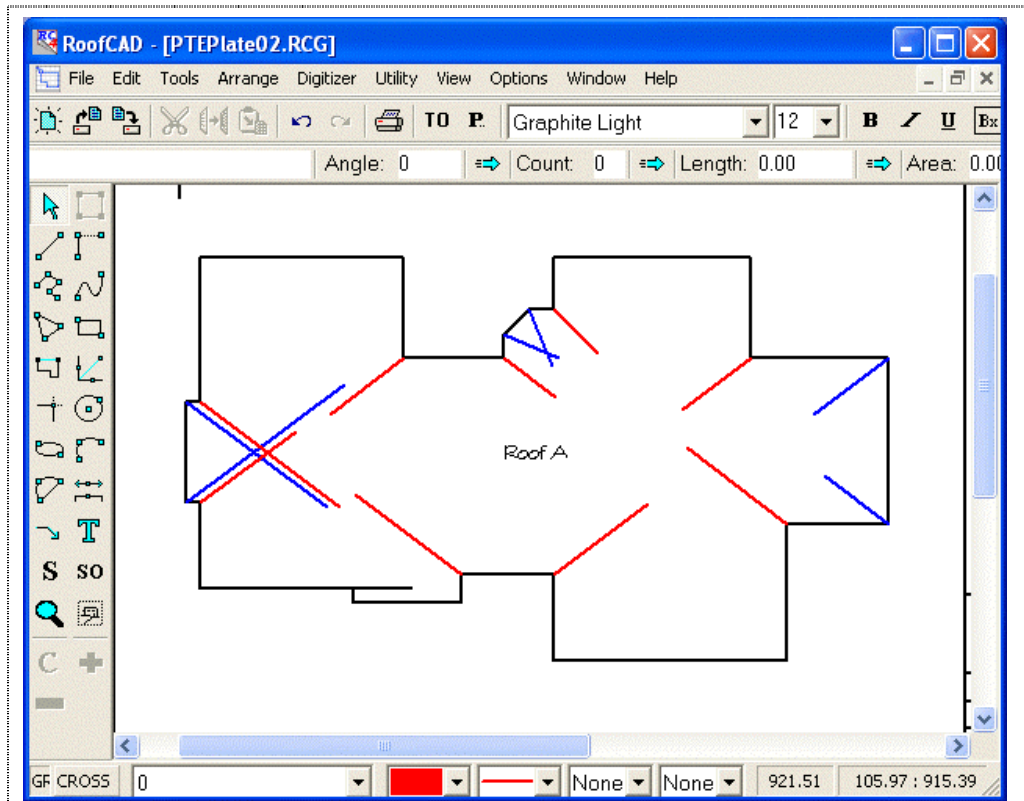 RoofCAD - [PTEPlate02.RCG]
File Edit Tools Arrange Digitizer Utility View Options Window Help
TO P. Graphite Light 12 B I U Bx
Angle: 0 Count: 0 Length: 0.00 Area: 0.00
Roof A
T
S SO
C
GF CROSS 0 None None 921.51 105.97 : 915.39